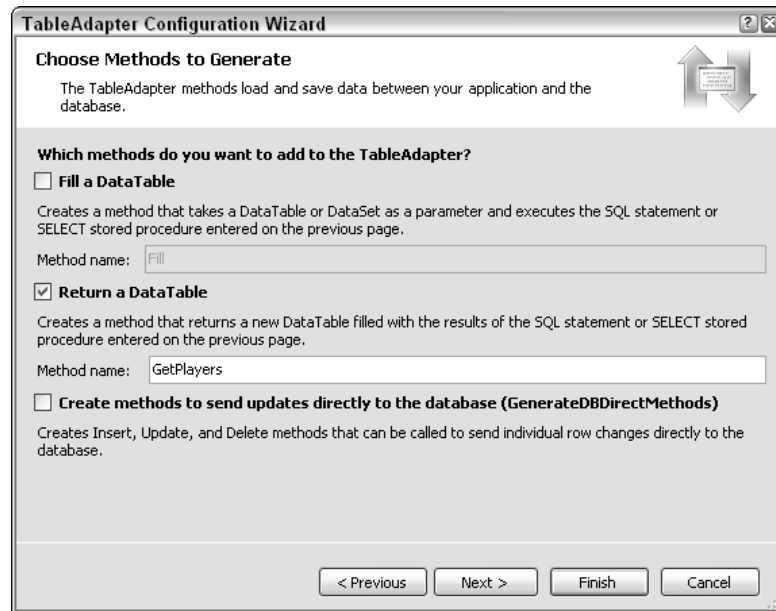 TableAdapter Configuration Wizard
Choose Methods to Generate
The TableAdapter methods load and save data between your application and the
database.
Which methods do you want to add to the TableAdapter?
Fill a DataTable
Creates a method that takes a DataTable or DataSet as a parameter and executes the SQL statement or
SELECT stored procedure entered on the previous page.
Method name: Fill
Return a DataTable
Creates a method that returns a new DataTable filled with the results of the SQL statement or SELECT stored
procedure entered on the previous page.
Method name: GetPlayers
Create methods to send updates directly to the database (GenerateDBDirectMethods)
Creates Insert, Update, and Delete methods that can be called to send individual row changes directly to the
database.
< Previous Next > Finish Cancel